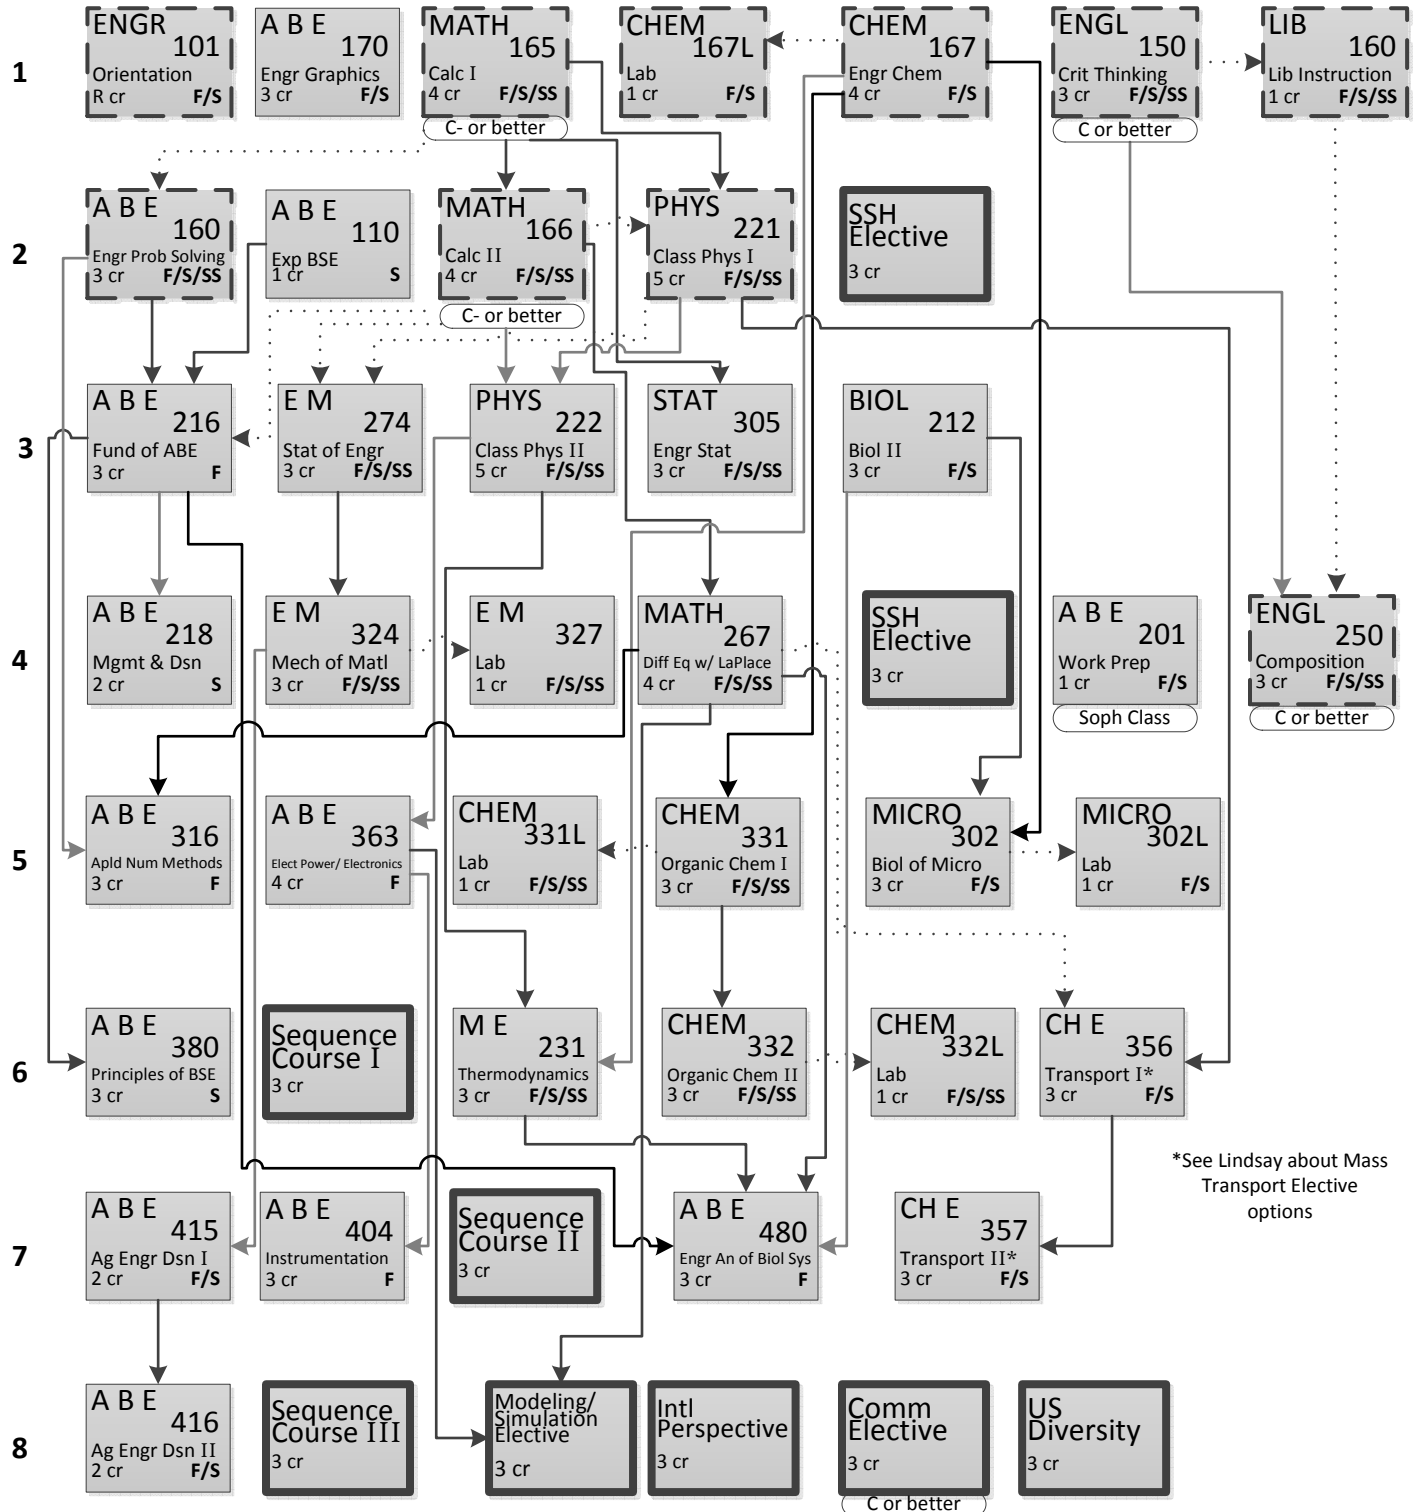 1
ENGR
101
Orientation
R cr F/S
A B E
170
Engr Graphics
3 cr F/S
MATH
165
Calc I
4 cr F/S/SS
C- or better
CHEM
167L
Lab
1 cr F/S
CHEM
167
Engr Chem
4 cr F/S
ENGL
150
Crit Thinking
3 cr F/S/SS
C or better
LIB
160
Lib Instruction
1 cr F/S/SS
2
A B E
160
Engr Prob Solving
3 cr F/S/SS
A B E
110
Exp BSE
1 cr S
MATH
166
Calc II
4 cr F/S/SS
C- or better
PHYS
221
Class Phys I
5 cr F/S/SS
SSH
Elective
3 cr
3
A B E
216
Fund of ABE
3 cr F
E M
274
Stat of Engr
3 cr F/S/SS
PHYS
222
Class Phys II
5 cr F/S/SS
STAT
305
Engr Stat
3 cr F/S/SS
BIOL
212
Biol II
3 cr F/S
4
A B E
218
Mgmt & Dsn
2 cr S
E M
324
Mech of Matl
3 cr F/S/SS
E M
327
Lab
1 cr F/S/SS
MATH
267
Diff Eq w/ LaPlace
4 cr F/S/SS
SSH
Elective
3 cr
A B E
201
Work Prep
1 cr F/S
Soph Class
ENGL
250
Composition
3 cr F/S/SS
C or better
5
A B E
316
Apld Num Methods
3 cr F
A B E
363
Elect Power/ Electronics
4 cr F
CHEM
331L
Lab
1 cr F/S/SS
CHEM
331
Organic Chem I
3 cr F/S/SS
MICRO
302
Biol of Micro
3 cr F/S
MICRO
302L
Lab
1 cr F/S
6
A B E
380
Principles of BSE
3 cr S
Sequence
Course I
3 cr
M E
231
Thermodynamics
3 cr F/S/SS
CHEM
332
Organic Chem II
3 cr F/S/SS
CHEM
332L
Lab
1 cr F/S/SS
CH E
356
Transport I*
3 cr F/S
*See Lindsay about Mass
Transport Elective
options
7
A B E
415
Ag Engr Dsn I
2 cr F/S
A B E
404
Instrumentation
3 cr F
Sequence
Course II
3 cr
A B E
480
Engr An of Biol Sys
3 cr F
CH E
357
Transport II*
3 cr F/S
8
A B E
416
Ag Engr Dsn II
2 cr F/S
Sequence
Course III
3 cr
Modeling/
Simulation
Elective
3 cr
Intl
Perspective
3 cr
Comm
Elective
3 cr
C or better
US
Diversity
3 cr